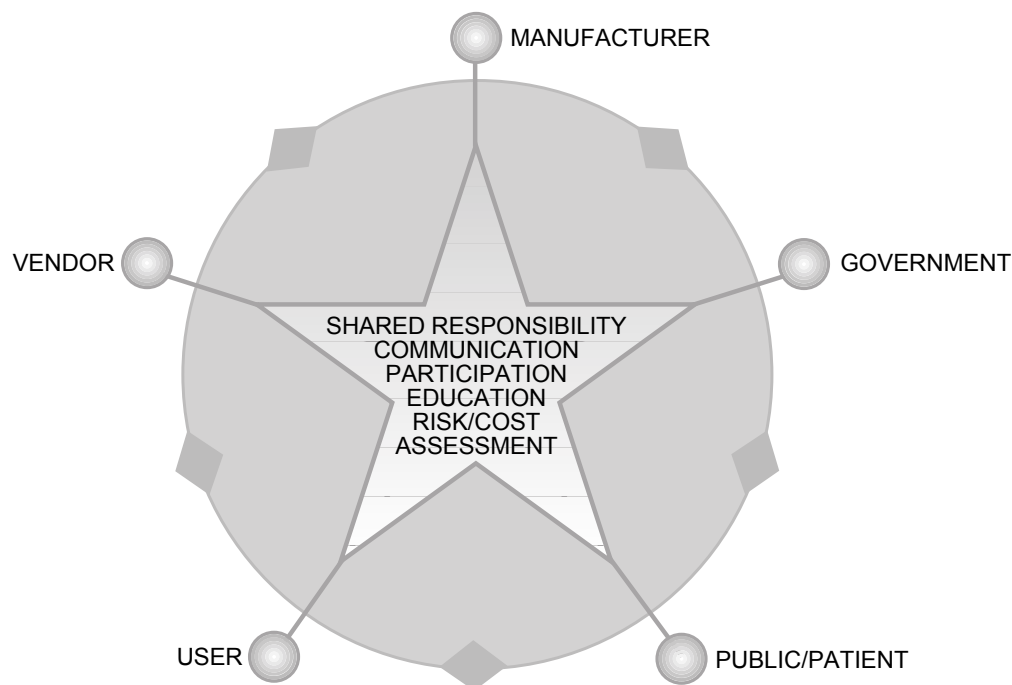 MANUFACTURER
VENDOR
GOVERNMENT
SHARED RESPONSIBILITY
COMMUNICATION
PARTICIPATION
EDUCATION
RISK/COST
ASSESSMENT
USER
PUBLIC/PATIENT